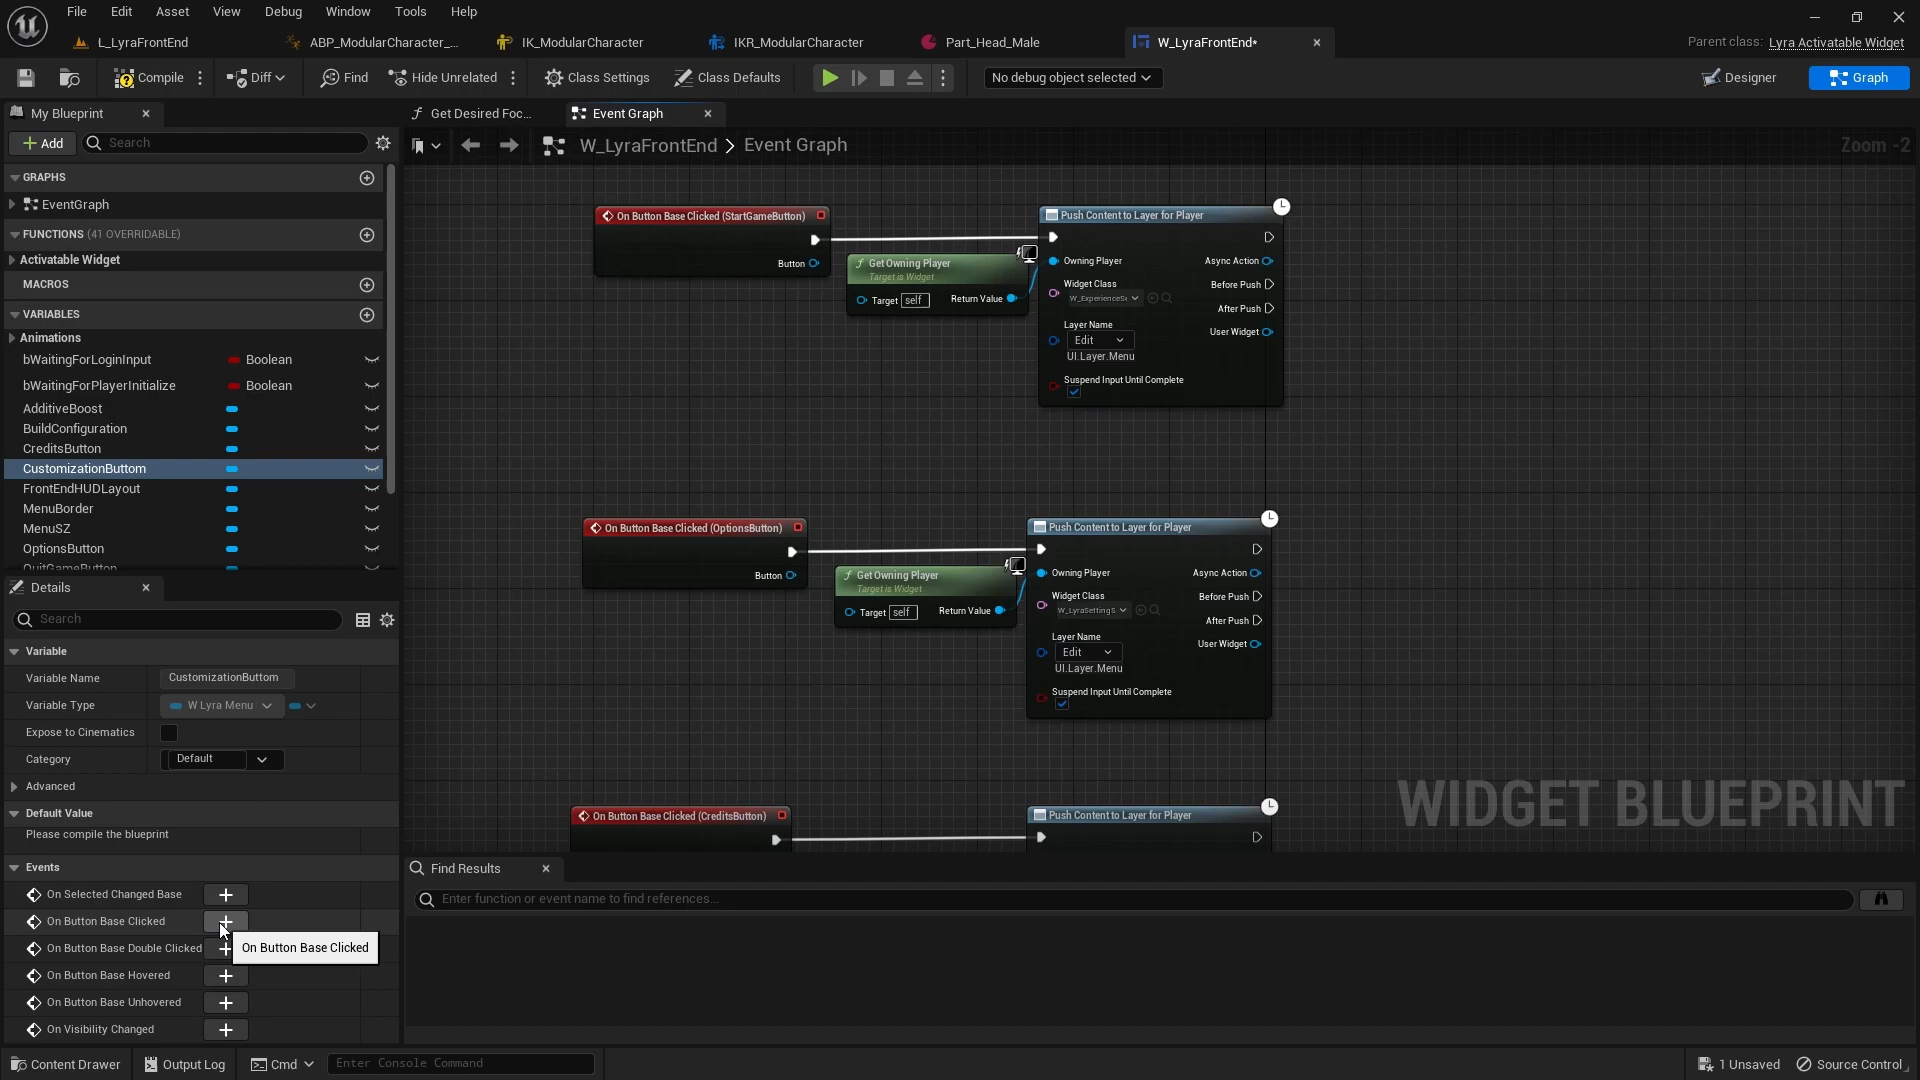 File Edit Asset View Debug Window Tools Help
L_LyraFrontEnd ABP_ModularCharacter_... IK_ModularCharacter IKR_ModularCharacter Part_Head_Male W_LyraFrontEnd* Parent class: Lyra Activatable Widget
Compile Diff Find Hide Unrelated Class Settings Class Defaults No debug object selected Designer Graph
My Blueprint Get Desired Foc... Event Graph
Add Search W_LyraFrontEnd > Event Graph Zoom -2
GRAPHS
EventGraph
FUNCTIONS (41 OVERRIDABLE)
Activatable Widget
MACROS
VARIABLES
Animations
bWaitingForLoginInput Boolean
bWaitingForPlayerInitialize Boolean
AdditiveBoost
BuildConfiguration
CreditsButton
CustomizationButtom
FrontEndHUDLayout
MenuBorder
MenuSZ
OptionsButton
QuitGameButton
Details
Search
Variable
Variable Name CustomizationButtom
Variable Type W Lyra Menu
Expose to Cinematics
Category Default
Advanced
Default Value
Please compile the blueprint
Events
On Selected Changed Base
On Button Base Clicked
On Button Base Double Clicked
On Button Base Clicked
On Button Base Hovered
On Button Base Unhovered
On Visibility Changed
On Button Base Clicked (StartGameButton)
Button
Get Owning Player
Target is Widget
Target self Return Value
Push Content to Layer for Player
Owning Player Async Action
Widget Class Before Push
W_ExperienceSe
After Push
Layer Name User Widget
Edit
UI.Layer.Menu
Suspend Input Until Complete
On Button Base Clicked (OptionsButton)
Button
Get Owning Player
Target is Widget
Target self Return Value
Push Content to Layer for Player
Owning Player Async Action
Widget Class Before Push
W_LyraSettingS
After Push
Layer Name User Widget
Edit
UI.Layer.Menu
Suspend Input Until Complete
On Button Base Clicked (CreditsButton)
Push Content to Layer for Player
WIDGET BLUEPRINT
Find Results
Enter function or event name to find references...
Content Drawer Output Log Cmd Enter Console Command 1 Unsaved Source Control